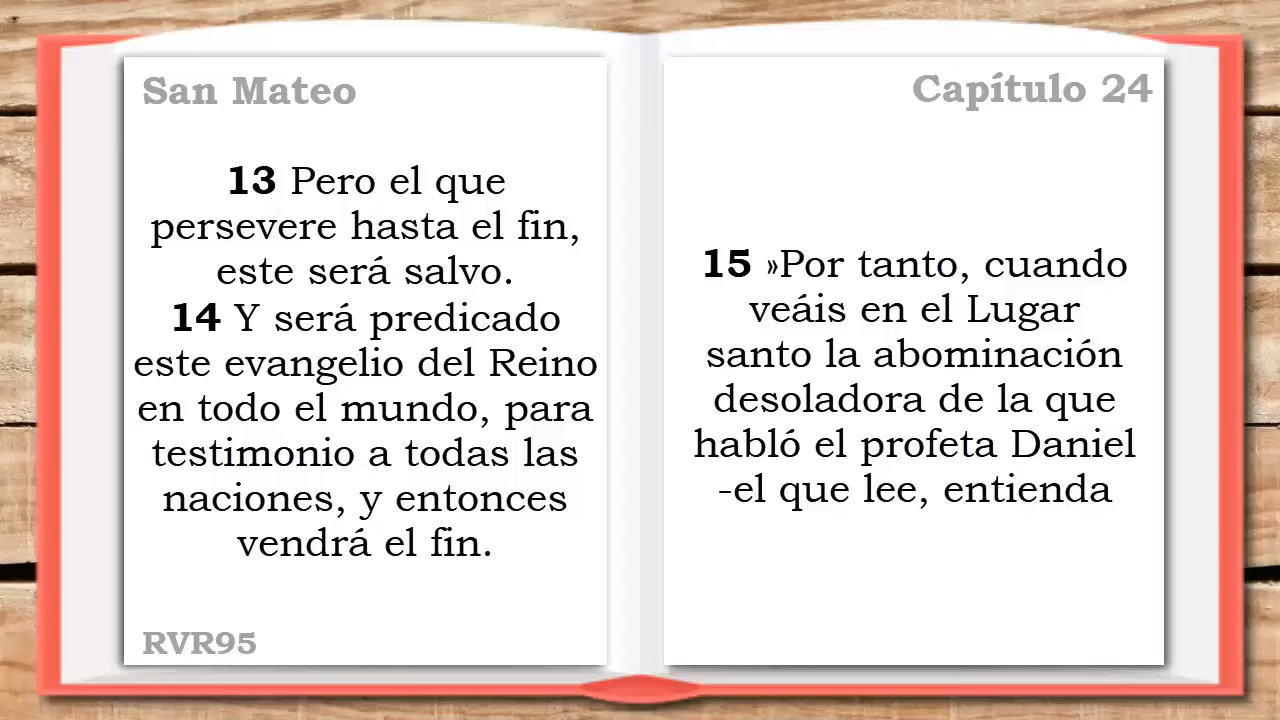 San Mateo
13 Pero el que
persevere hasta el fin,
este será salvo.
14 Y será predicado
este evangelio del Reino
en todo el mundo, para
testimonio a todas las
naciones, y entonces
vendrá el fin.
RVR95
Capítulo 24
15 »Por tanto, cuando
veáis en el Lugar
santo la abominación
desoladora de la que
habló el profeta Daniel
-el que lee, entienda